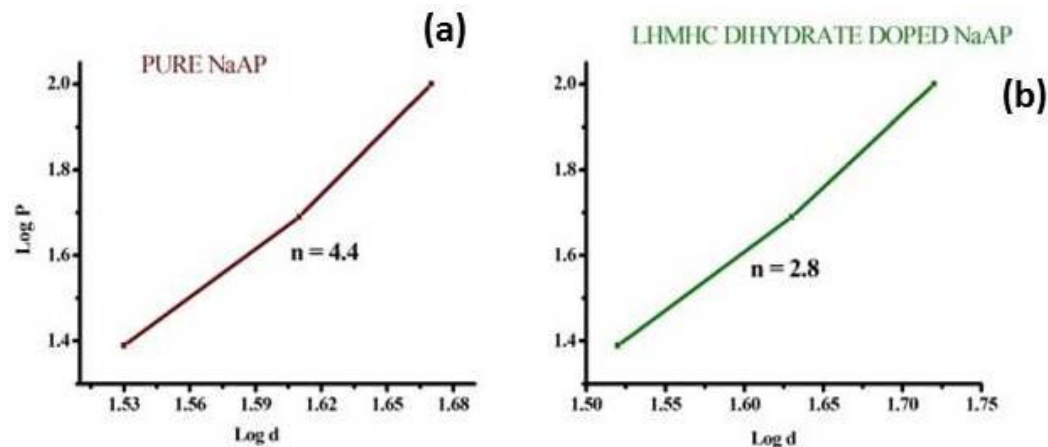 (a)
PURE NaAP
2.0
1.8
1.6
1.4
Log P
n = 4.4
1.53 1.56 1.59 1.62 1.65 1.68
Log d
LHMHC DIHYDRATE DOPED NaAP
(b)
2.0
1.8
1.6
1.4
n = 2.8
1.50 1.55 1.60 1.65 1.70 1.75
Log d